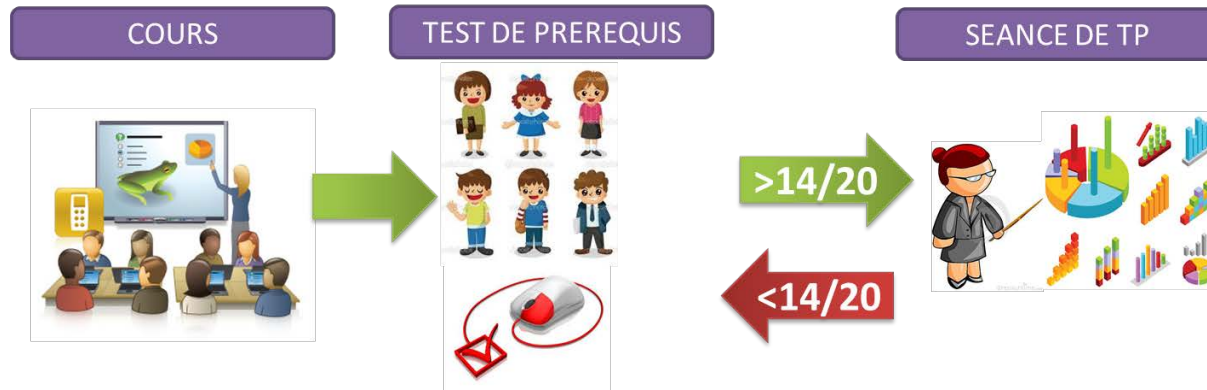 COURS
TEST DE PREREQUIS
SEANCE DE TP
>14/20
<14/20